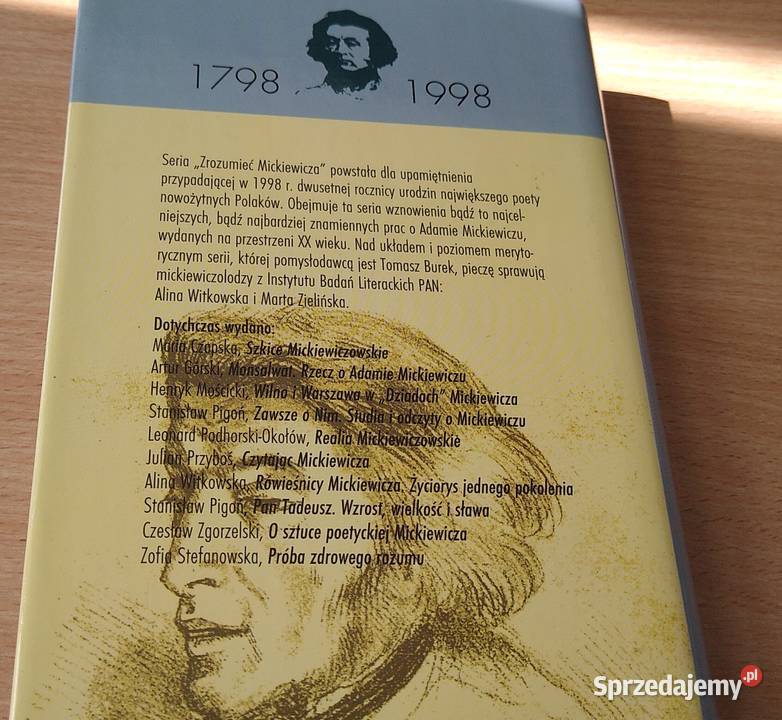 1798
1998
Seria „Zrozumieć Mickiewicza” powstała dla upamiętnienia
przypadającej w 1998 r. dwusetnej rocznicy urodzin największego poety
nowożytnych Polaków. Obejmuje ta seria wznowienia bądź to najcel-
niejszych, bądź najbardziej znamiennych prac o Adamie Mickiewiczu,
wydanych na przestrzeni XX wieku. Nad układem i poziomem meryto-
rycznym serii, której pomysłodawcą jest Tomasz Burek, pieczę sprawują
mickiewiczolodzy z Instytutu Badań Literackich PAN:
Alina Witkowska i Marta Zielińska.
Dotychczas wydano:
Maria Czapska, Szkice Mickiewiczowskie
Artur Górski, Monsalwat. Rzecz o Adamie Mickiewiczu
Henryk Mościcki, Wilno i Warszawa w „Dziadach” Mickiewicza
Stanisław Pigoń, Zawsze o Nim. Studia i odczyty o Mickiewiczu
Leonard Podhorski-Okołów, Realia Mickiewiczowskie
Julian Przyboś, Czytając Mickiewicza
Alina Witkowska, Rówieśnicy Mickiewicza. Życiorys jednego pokolenia
Stanisław Pigoń, Pan Tadeusz. Wzrost, wielkość i sława
Czesław Zgorzelski, O sztuce poetyckiej Mickiewicza
Zofia Stefanowska, Próba zdrowego rozumu
Sprzedajemy.pl